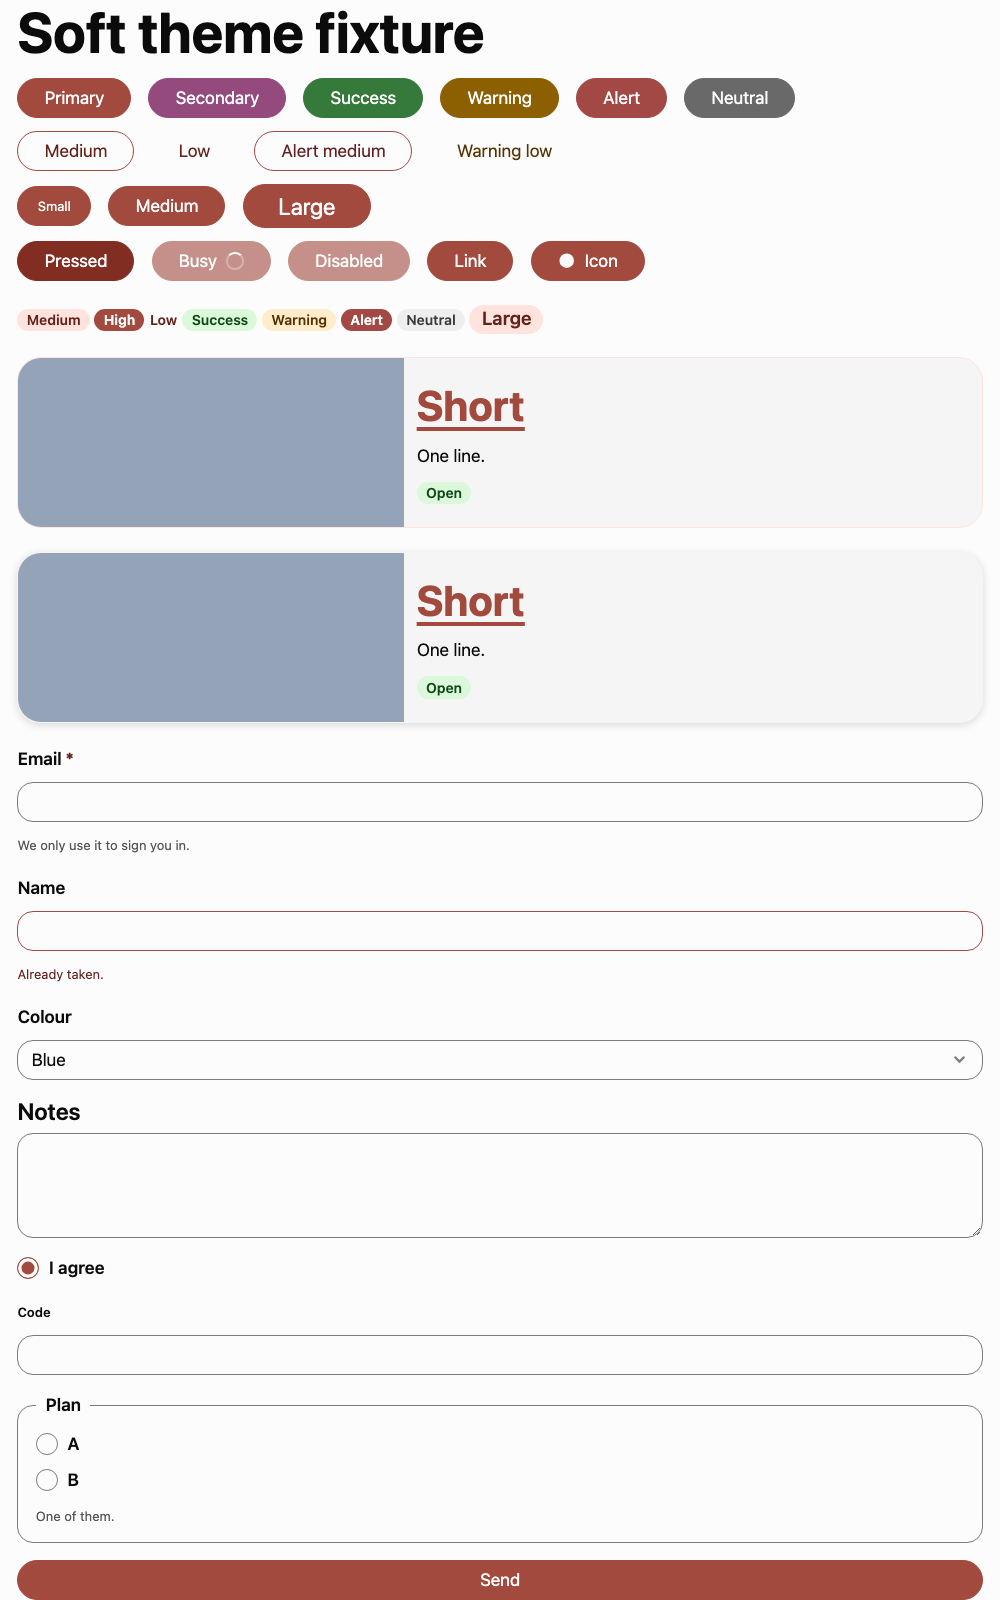 Soft theme fixture
Primary Secondary Success Warning Alert Neutral
Medium Low Alert medium Warning low
Small Medium Large
Pressed Busy Disabled Link Icon
Medium High Low Success Warning Alert Neutral Large
Short
One line.
Open
Short
One line.
Open
Email *
We only use it to sign you in.
Name
Already taken.
Colour
Blue
Notes
I agree
Code
Plan
A
B
One of them.
Send